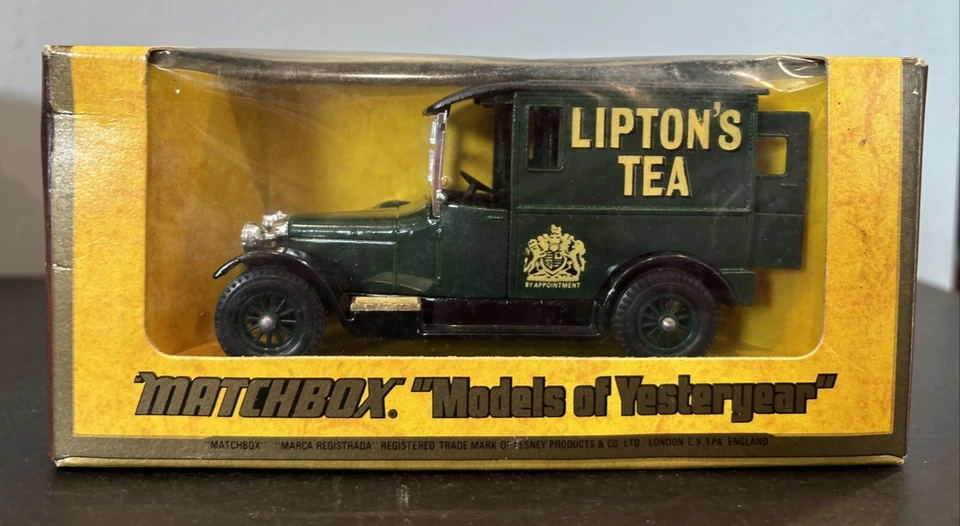 LIPTON'S
TEA
BY APPOINTMENT
"MATCHBOX." "Models of Yesteryear"
"MATCHBOX" "MARCA REGISTRADA" REGISTERED TRADE MARK OF LESNEY PRODUCTS & CO. LTD. LONDON E.9 5PA ENGLAND